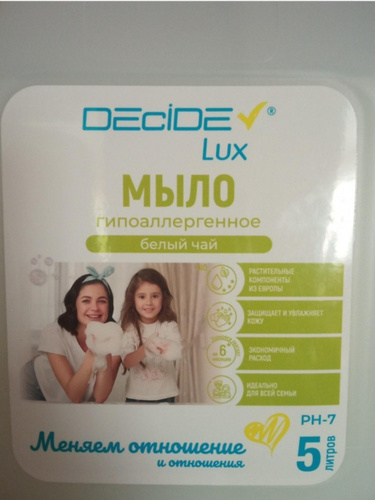 DECIDE ®
Lux
МЫЛО
гипоаллергенное
белый чай
РАСТИТЕЛЬНЫЕ
КОМПОНЕНТЫ
ИЗ ЕВРОПЫ
ЗАЩИЩАЕТ И УВЛАЖНЯЕТ
КОЖУ
6
ЭКОНОМИЧНЫЙ
РАСХОД
ИДЕАЛЬНО
ДЛЯ ВСЕЙ СЕМЬИ
Меняем отношение
и отношения
PH-7
5 литров